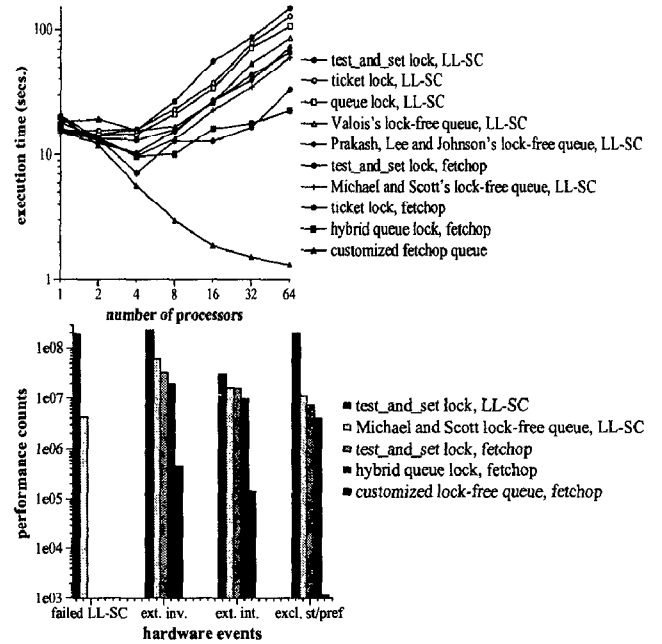 100
10
1
execution time (secs.)
1 2 4 8 16 32 64
number of processors
test_and_set lock, LL-SC
ticket lock, LL-SC
queue lock, LL-SC
Valois's lock-free queue, LL-SC
Prakash, Lee and Johnson's lock-free queue, LL-SC
test_and_set lock, fetchop
Michael and Scott's lock-free queue, LL-SC
ticket lock, fetchop
hybrid queue lock, fetchop
customized fetchop queue
1e08
1e07
1e06
1e05
1e04
1e03
performance counts
failed LL-SC ext. inv. ext. int. excl. st/pref
hardware events
test_and_set lock, LL-SC
Michael and Scott lock-free queue, LL-SC
test_and_set lock, fetchop
hybrid queue lock, fetchop
customized lock-free queue, fetchop